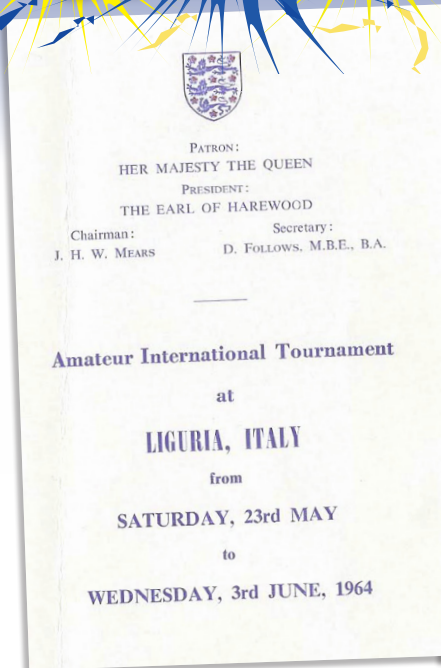 PATRON:
HER MAJESTY THE QUEEN
PRESIDENT:
THE EARL OF HAREWOOD
Chairman: Secretary:
J. H. W. MEARS D. FOLLOWS, M.B.E., B.A.
Amateur International Tournament
at
LIGURIA, ITALY
from
SATURDAY, 23rd MAY
to
WEDNESDAY, 3rd JUNE, 1964